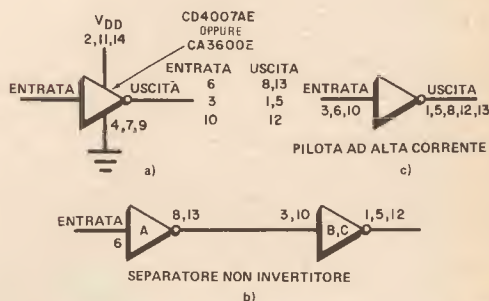 VDD
2,11,14
CD4007AE
OPPURE
CA3600E
ENTRATA USCITA
ENTRATA USCITA
6 8,13
3 1,5
10 12
4,7,9
a)
ENTRATA USCITA
3,6,10 1,5,8,12,13
PILOTA AD ALTA CORRENTE
c)
ENTRATA
6
A
8,13
3,10
B,C
1,5,12
SEPARATORE NON INVERTITORE
b)